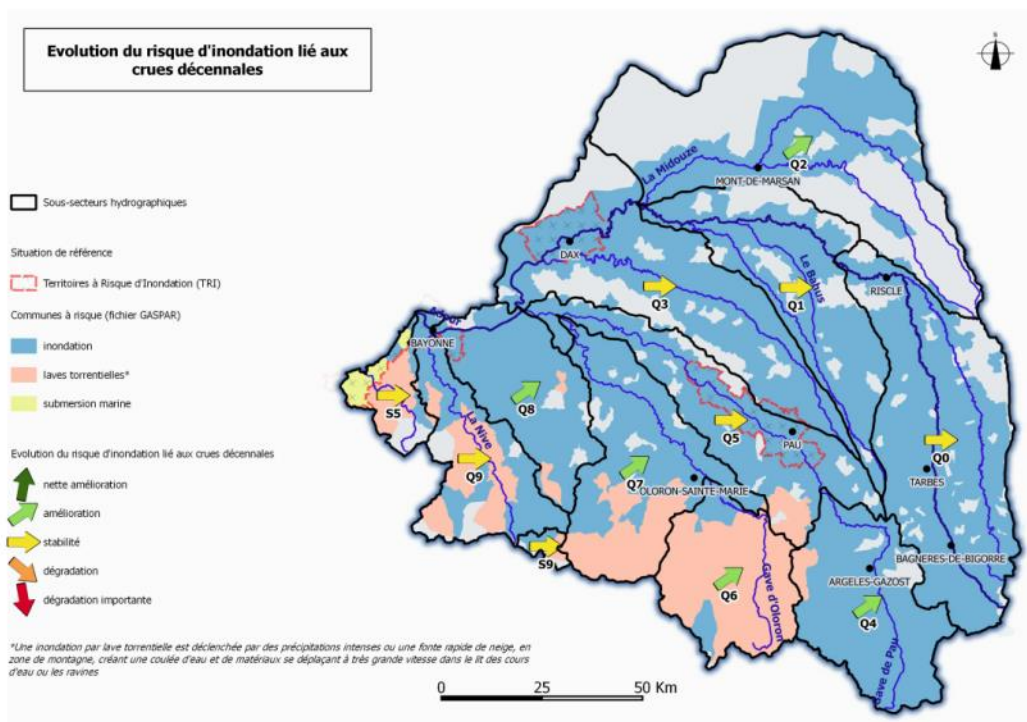 Evolution du risque d'inondation lié aux
crues décennales
N
Sous-secteurs hydrographiques
Situation de référence
Territoires à Risque d'Inondation (TRI)
Communes à risque (fichier GASPAR)
inondation
laves torrentielles*
submersion marine
Evolution du risque d'inondation lié aux crues décennales
nette amélioration
amélioration
stabilité
dégradation
dégradation importante
*Une inondation par lave torrentielle est déclenchée par des précipitations intenses ou une fonte rapide de neige, en
zone de montagne, créant une coulée d'eau et de matériaux se déplaçant à très grande vitesse dans le lit des cours
d'eau ou les ravines
0 25 50 Km
La Midouze
Q2
MONT-DE-MARSAN
DAX
Le Bahus
Q3
Q1
RISCLE
BAYONNE
S5
La Nive
Q9
Q8
Q5
PAU
Q0
TARBES
Q7
OLORON-SAINTE-MARIE
S9
BAGNERES-DE-BIGORRE
ARGELES-GAZOST
Q6
Gave d'Oloron
Q4
Gave de Pau